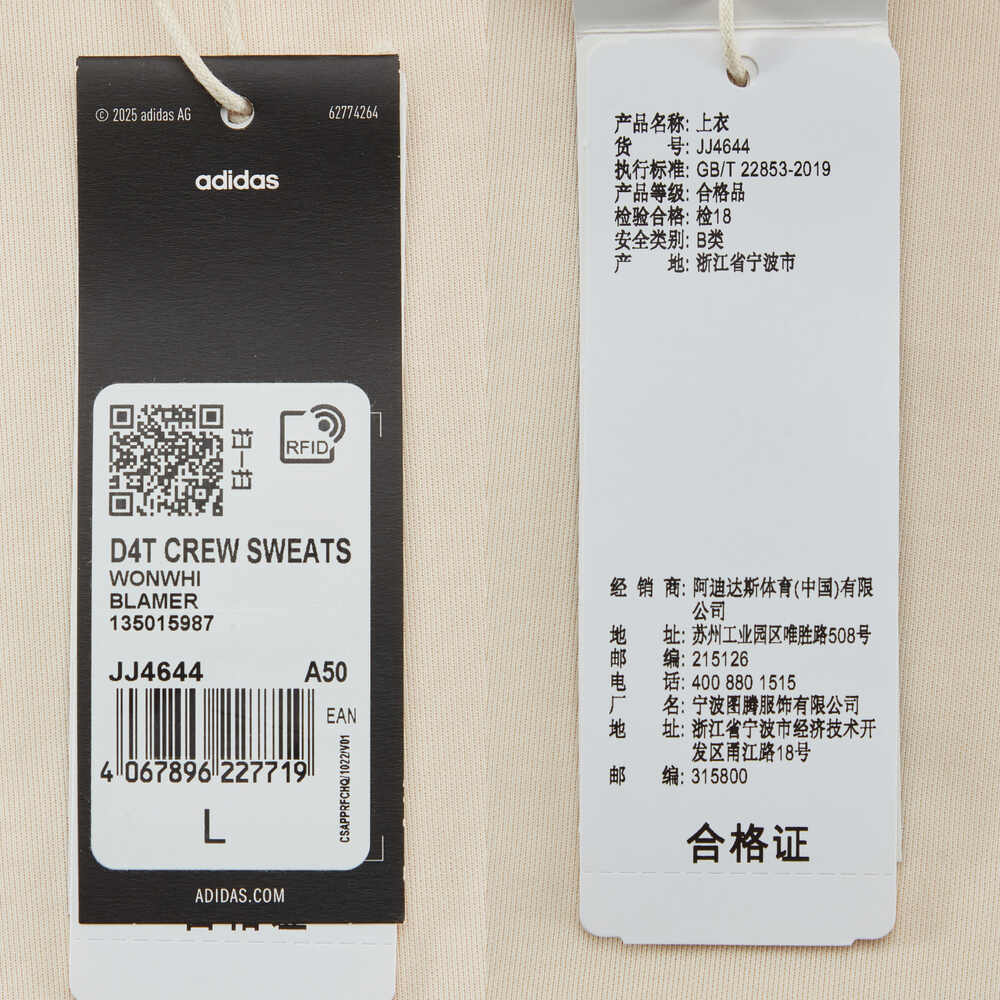 © 2025 adidas AG 62774264
adidas
RFID
扫一扫
D4T CREW SWEATS
WONWHI
BLAMER
135015987
JJ4644 A50
EAN
4 067896 227719
CSAPPRFCHQ/1022/V01
L
ADIDAS.COM
产品名称: 上衣
货 号: JJ4644
执行标准: GB/T 22853-2019
产品等级: 合格品
检验合格: 检18
安全类别: B类
产 地: 浙江省宁波市
经 销 商: 阿迪达斯体育(中国)有限
公司
地 址: 苏州工业园区唯胜路508号
邮 编: 215126
电 话: 400 880 1515
厂 名: 宁波图腾服饰有限公司
地 址: 浙江省宁波市经济技术开
发区甬江路18号
邮 编: 315800
合格证